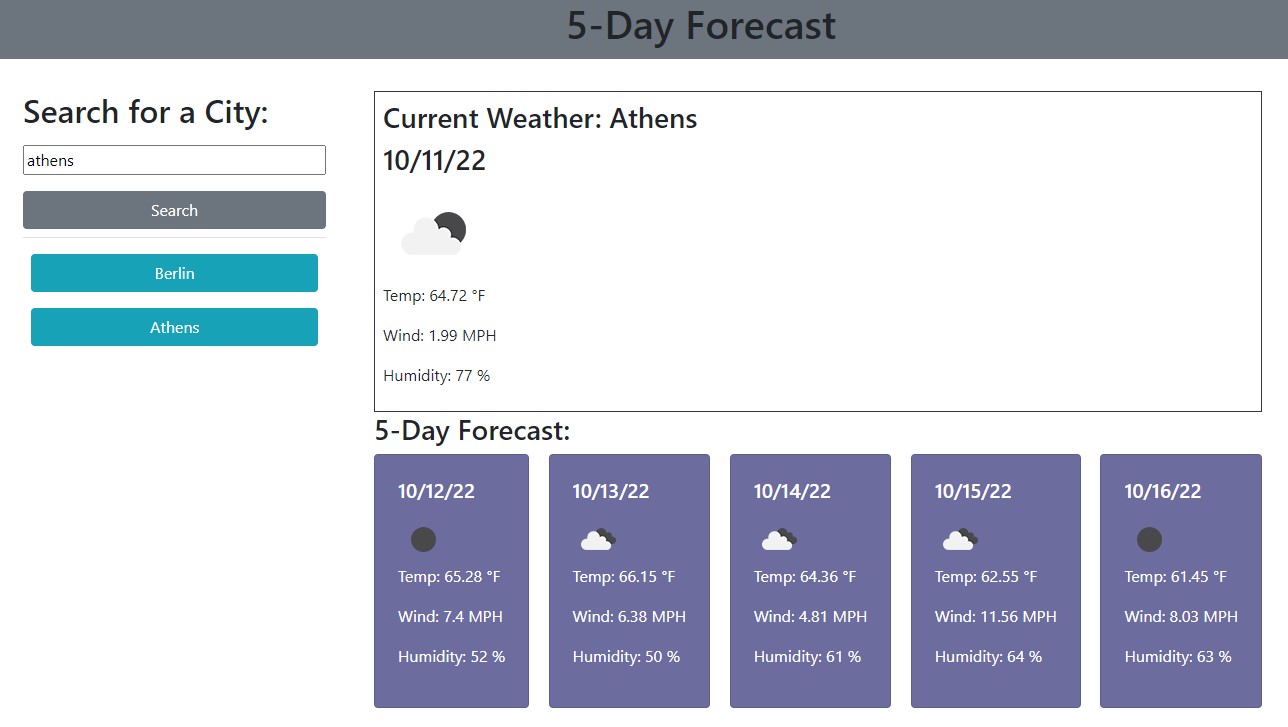 5-Day Forecast
Search for a City:
athens
Search
Berlin
Athens
Current Weather: Athens
10/11/22
Temp: 64.72 °F
Wind: 1.99 MPH
Humidity: 77 %
5-Day Forecast:
10/12/22
Temp: 65.28 °F
Wind: 7.4 MPH
Humidity: 52 %
10/13/22
Temp: 66.15 °F
Wind: 6.38 MPH
Humidity: 50 %
10/14/22
Temp: 64.36 °F
Wind: 4.81 MPH
Humidity: 61 %
10/15/22
Temp: 62.55 °F
Wind: 11.56 MPH
Humidity: 64 %
10/16/22
Temp: 61.45 °F
Wind: 8.03 MPH
Humidity: 63 %